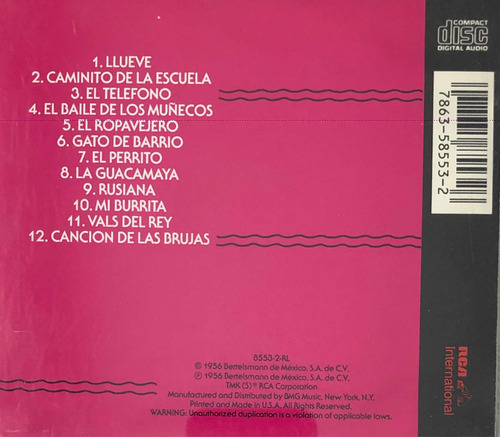 COMPACT
disc
DIGITAL AUDIO
7863-58553-2
1. LLUEVE
2. CAMINITO DE LA ESCUELA
3. EL TELEFONO
4. EL BAILE DE LOS MUÑECOS
5. EL ROPAVEJERO
6. GATO DE BARRIO
7. EL PERRITO
8. LA GUACAMAYA
9. RUSIANA
10. MI BURRITA
11. VALS DEL REY
12. CANCION DE LAS BRUJAS
8553-2-RL
© 1956 Bertelsmann de México, S.A. de C.V.
℗ 1956 Bertelsmann de México, S.A. de C.V.
TMK (S) ® RCA Corporation
Manufactured and Distributed by BMG Music, New York, N.Y.
Printed and Made in U.S.A. All Rights Reserved.
WARNING: Unauthorized duplication is a violation of applicable laws.
RCA
International